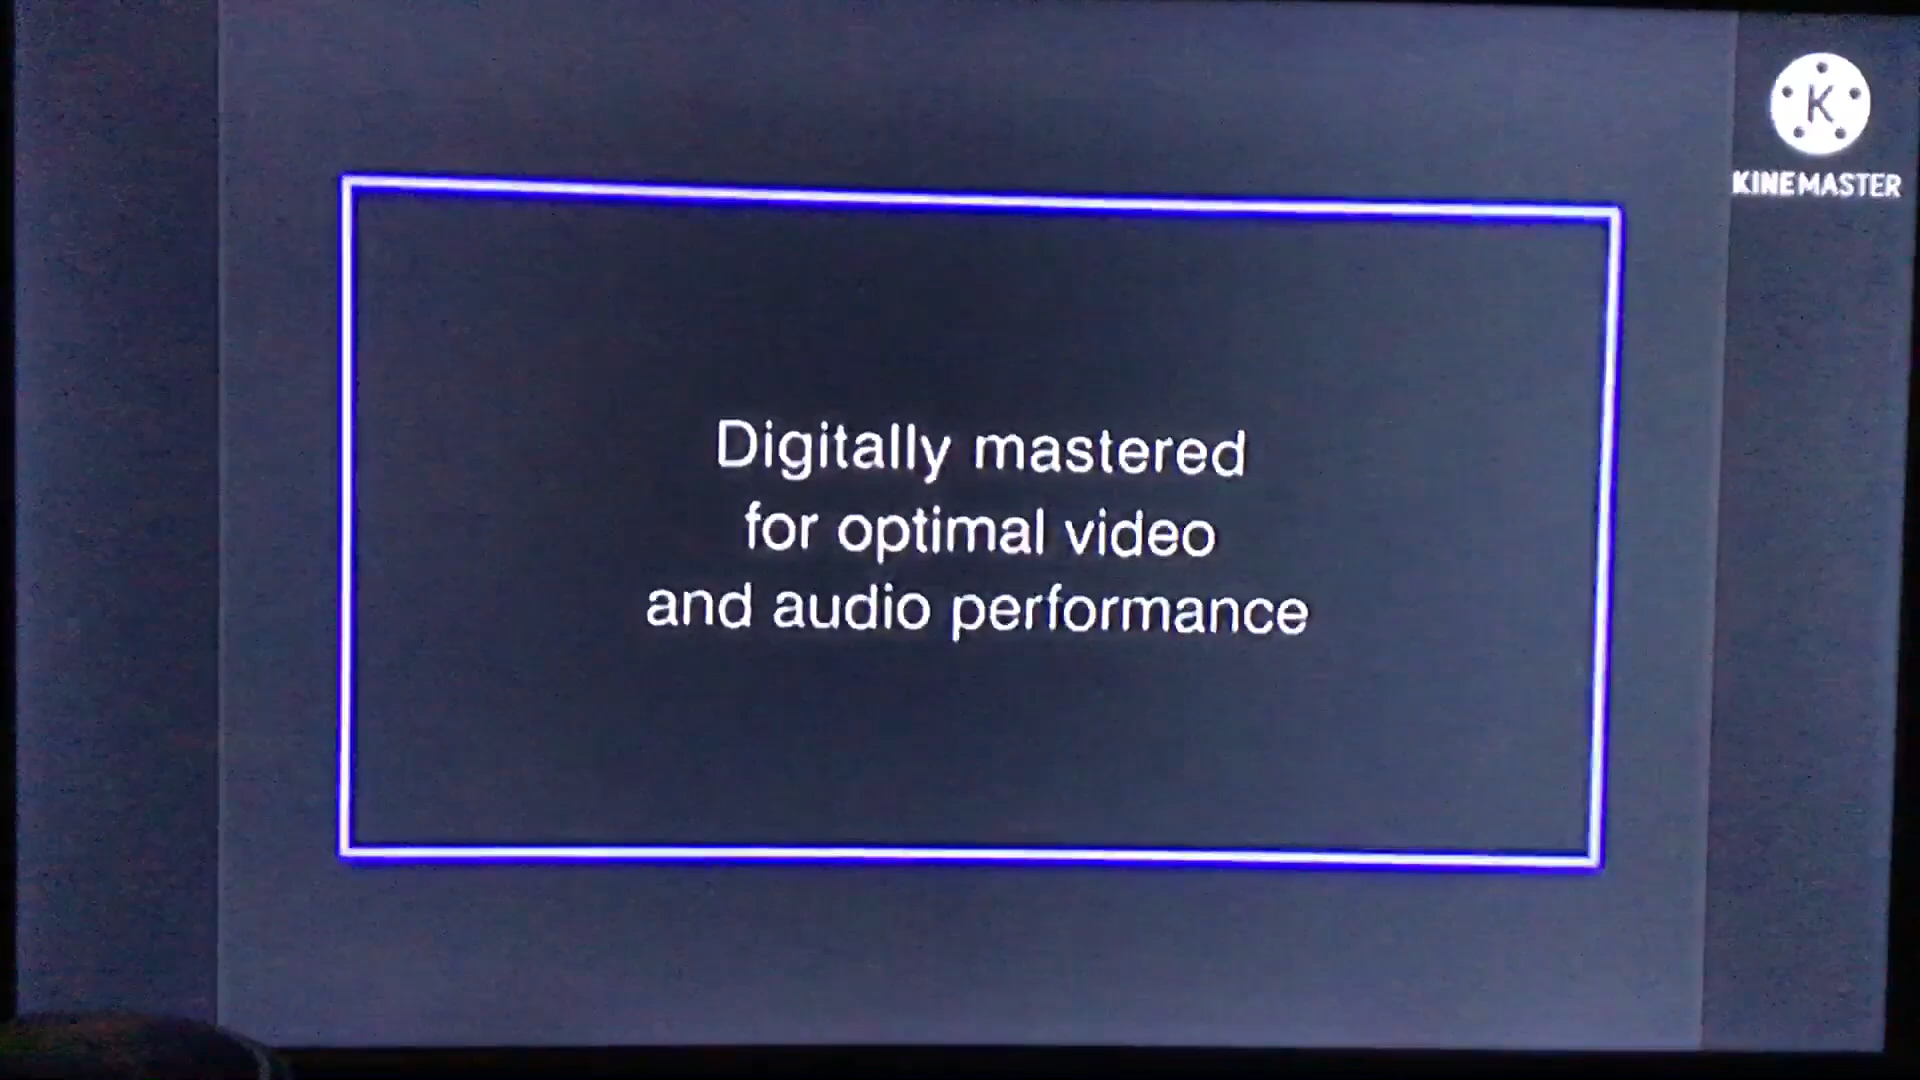 K
KINEMASTER
Digitally mastered
for optimal video
and audio performance